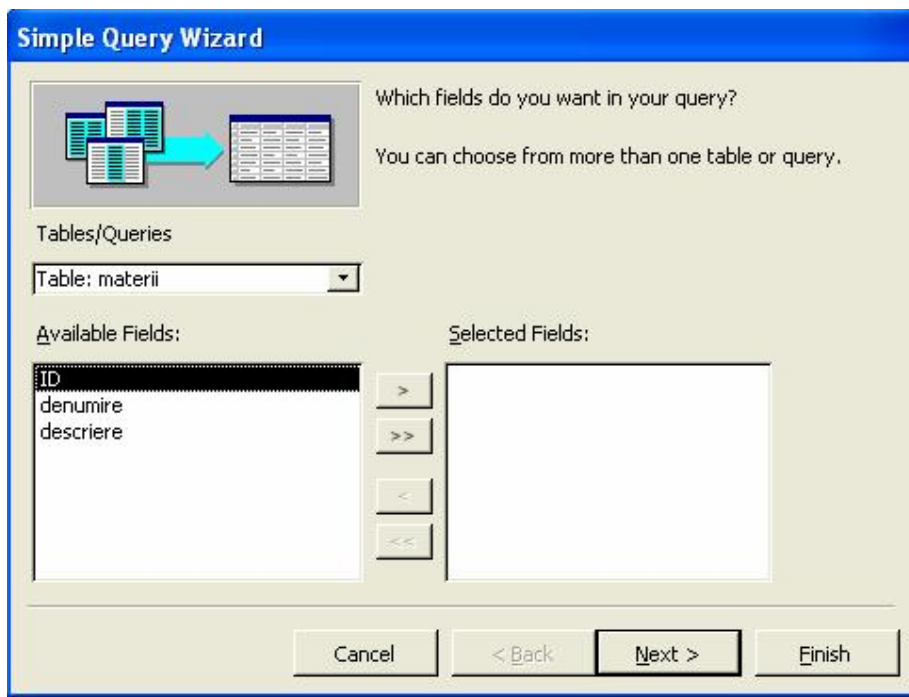 Simple Query Wizard
Which fields do you want in your query?
You can choose from more than one table or query.
Tables/Queries
Table: materii
Available Fields:
Selected Fields:
ID
denumire
descriere
>
>>
<
<<
Cancel
< Back
Next >
Finish